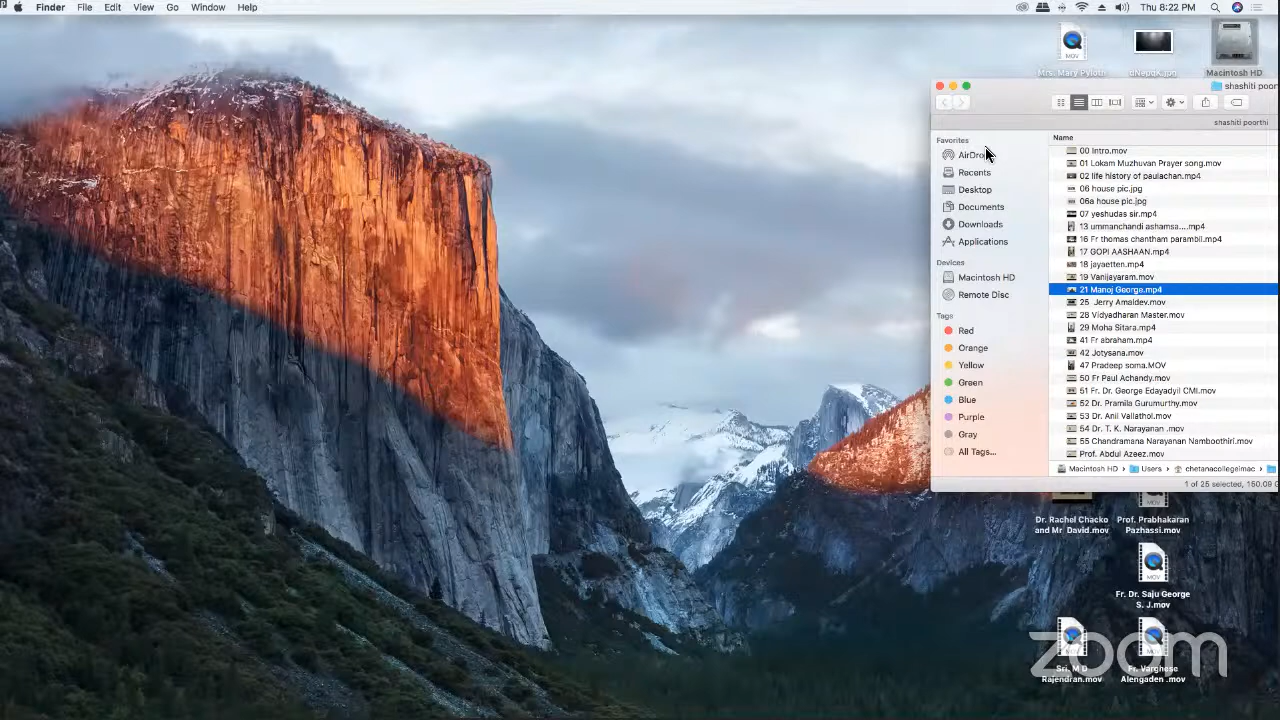 Finder File Edit View Go Window Help
Thu 8:22 PM
MOV
Mrs. Mary Pyloth
dNepqK.jpg
Macintosh HD
shashiti poor
shashiti poorthi
Favorites
AirDrop
Recents
Desktop
Documents
Downloads
Applications
Devices
Macintosh HD
Remote Disc
Tags
Red
Orange
Yellow
Green
Blue
Purple
Gray
All Tags...
Name
00 Intro.mov
01 Lokam Muzhuvan Prayer song.mov
02 life history of paulachan.mp4
06 house pic.jpg
06a house pic.jpg
07 yeshudas sir.mp4
13 ummanchandi ashamsa....mp4
16 Fr thomas chentham parambil.mp4
17 GOPI AASHAAN.mp4
18 jayaetten.mp4
19 Vanijayaram.mov
21 Manoj George.mp4
25 Jerry Amaldev.mov
28 Vidyadharan Master.mov
29 Moha Sitara.mp4
41 Fr abraham.mp4
42 Jotysana.mov
47 Pradeep soma.MOV
50 Fr Paul Achandy.mov
51 Fr. Dr. George Edayadyil CMI.mov
52 Dr. Pramila Gurumurthy.mov
53 Dr. Anil Vallathol.mov
54 Dr. T. K. Narayanan .mov
55 Chandramana Narayanan Namboothiri.mov
Prof. Abdul Azeez.mov
Macintosh HD › Users › chetanacollegeimac ›
1 of 25 selected, 150.09 G
Dr. Rachel Chacko
and Mr David.mov
Prof. Prabhakaran
Pazhassi.mov
MOV
Fr. Dr. Saju George
S. J.mov
Sri. M D
Rajendran.mov
Fr. Varghese
Alengaden .mov
zoom